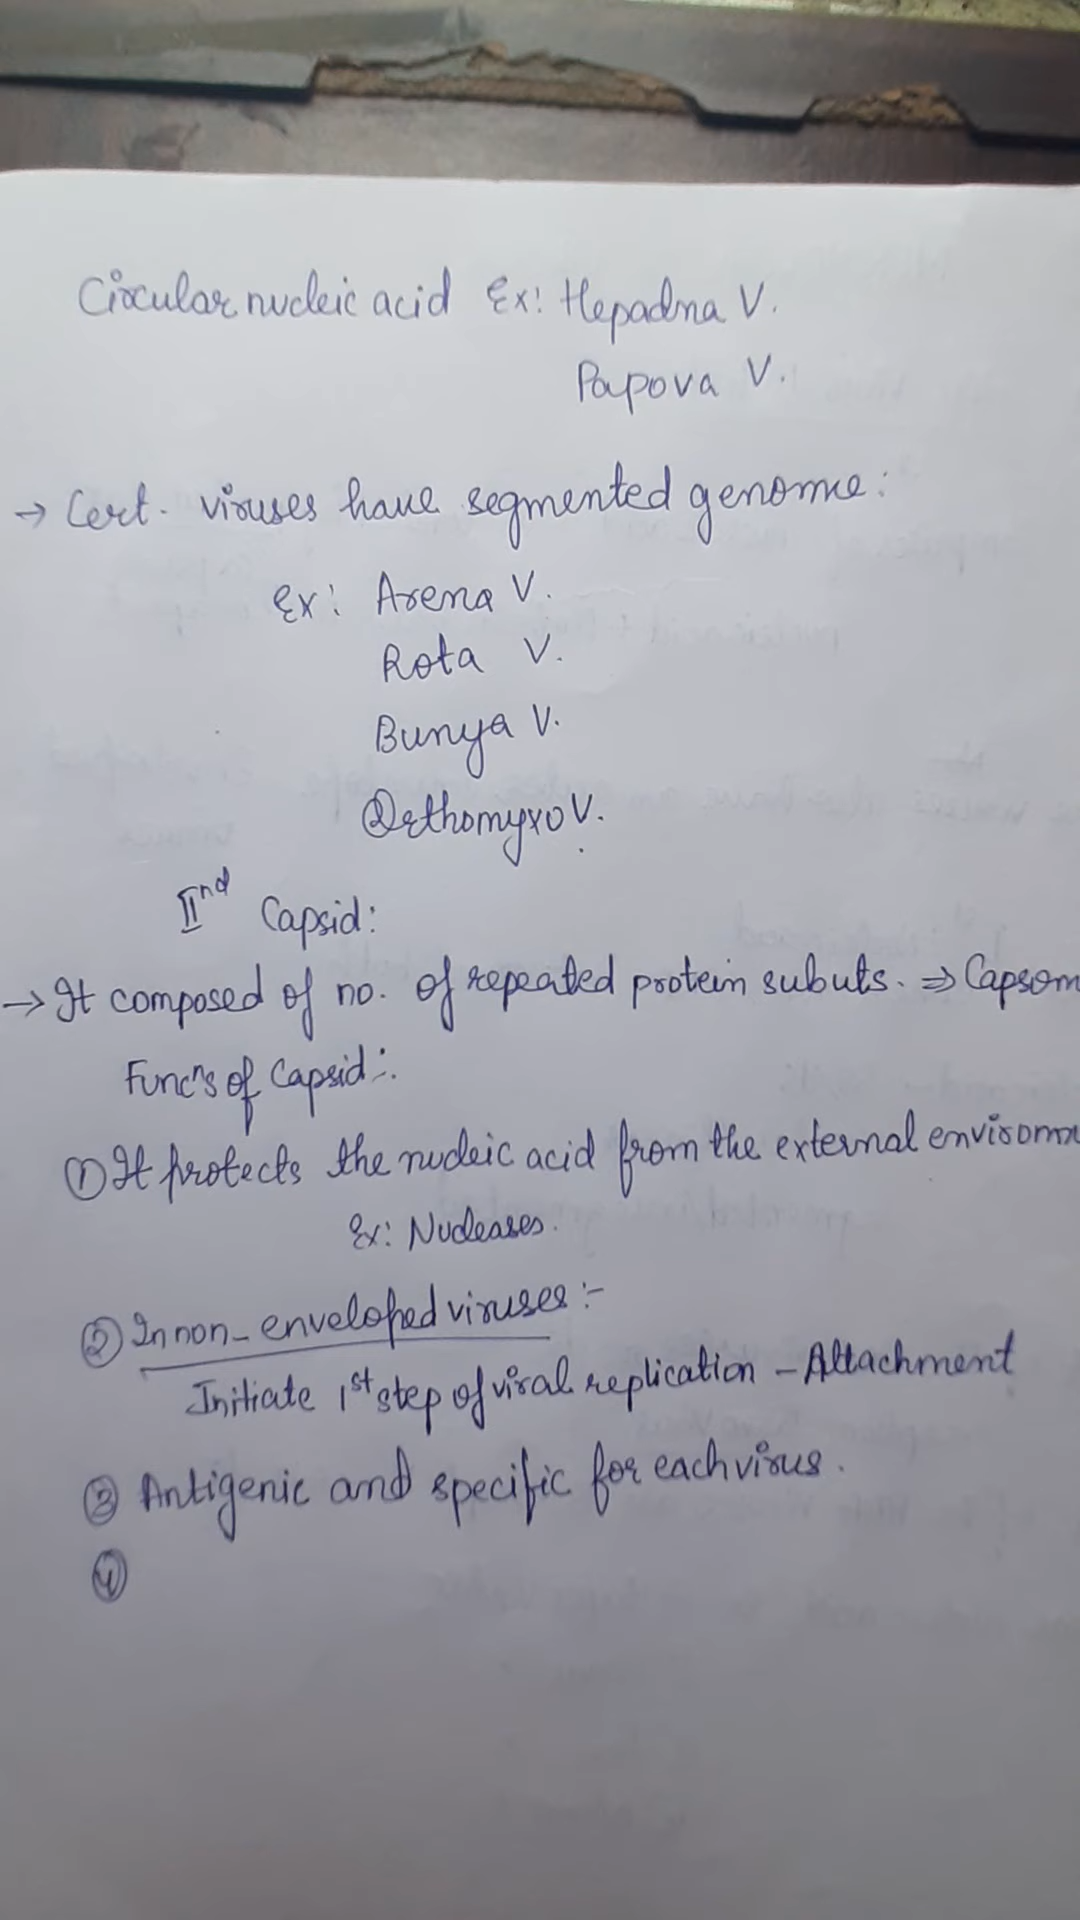 Circular nucleic acid Ex: Hepadna V.
Papova V.
→ Cert. viruses have segmented genome:
Ex: Arena V.
Rota V.
Bunya V.
Orthomyxo V.
IInd Capsid:
→ It composed of no. of repeated protein subuts. ⇒ Capsom
Func's of Capsid:.
① It protects the nucleic acid from the external environm
Ex: Nucleases.
② In non-enveloped viruses:-
Initiate 1st step of viral replication - Attachment
③ Antigenic and specific for each virus.
④